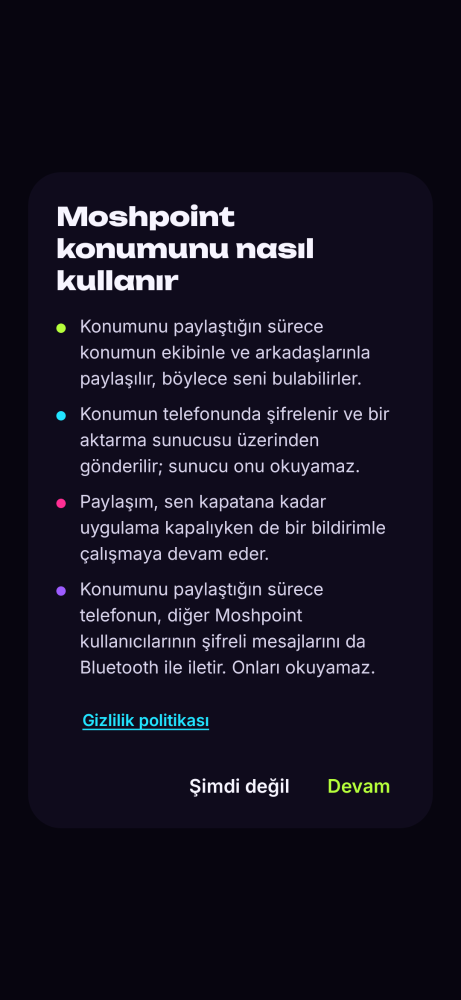 Moshpoint
konumunu nasıl
kullanır
Konumunu paylaştığın sürece
konumun ekibinle ve arkadaşlarınla
paylaşılır, böylece seni bulabilirler.
Konumun telefonunda şifrelenir ve bir
aktarma sunucusu üzerinden
gönderilir; sunucu onu okuyamaz.
Paylaşım, sen kapatana kadar
uygulama kapalıyken de bir bildirimle
çalışmaya devam eder.
Konumunu paylaştığın sürece
telefonun, diğer Moshpoint
kullanıcılarının şifreli mesajlarını da
Bluetooth ile iletir. Onları okuyamaz.
Gizlilik politikası
Şimdi değil
Devam